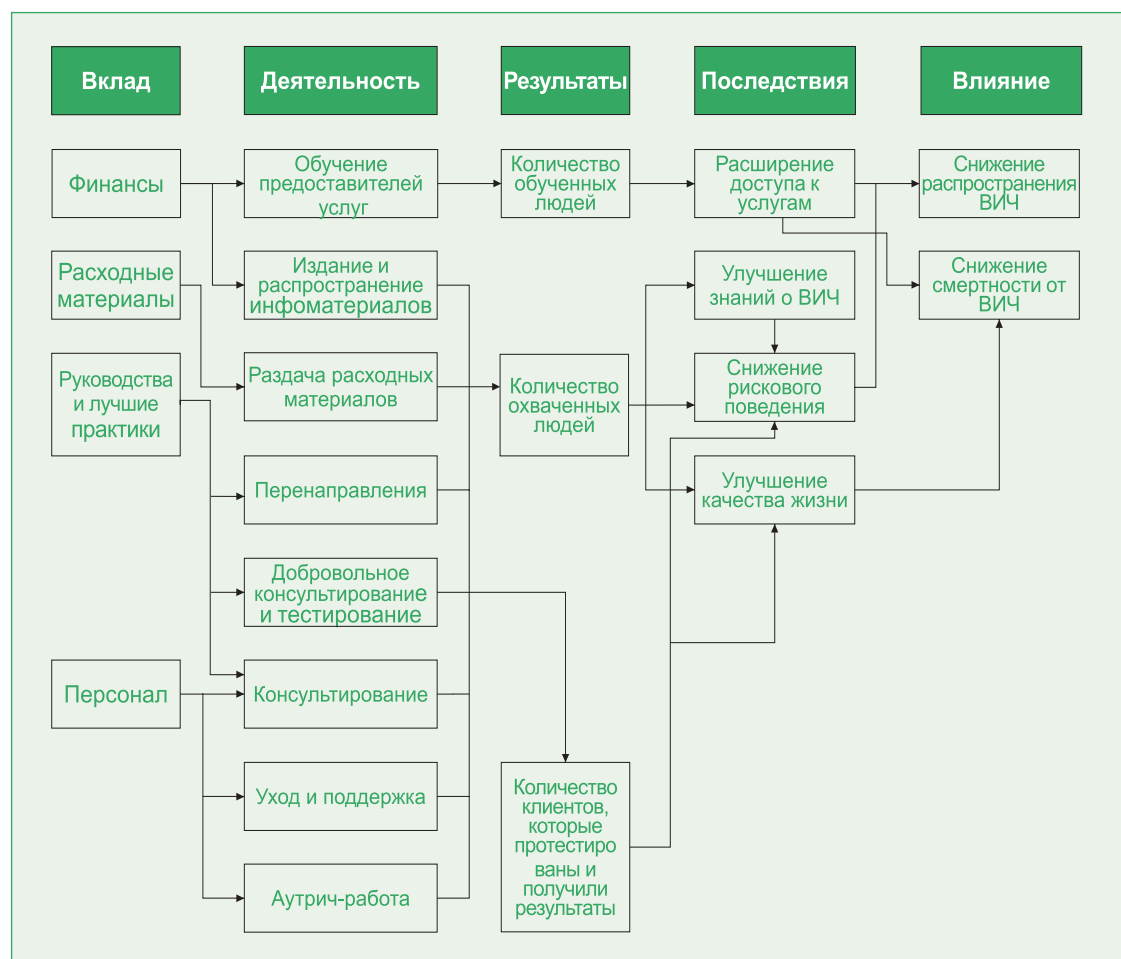 Вклад
Деятельность
Результаты
Последствия
Влияние
Финансы
Обучение
предоставителей
услуг
Количество
обученных
людей
Расширение
доступа к
услугам
Снижение
распространения
ВИЧ
Расходные
материалы
Издание и
распространение
инфоматериалов
Улучшение
знаний о ВИЧ
Снижение
смертности от
ВИЧ
Руководства
и лучшие
практики
Раздача расходных
материалов
Количество
охваченных
людей
Снижение
рискового
поведения
Перенаправления
Улучшение
качества жизни
Добровольное
консультирование
и тестирование
Персонал
Консультирование
Уход и поддержка
Количество
клиентов,
которые
протестиро
ваны и
получили
результаты
Аутрич-работа